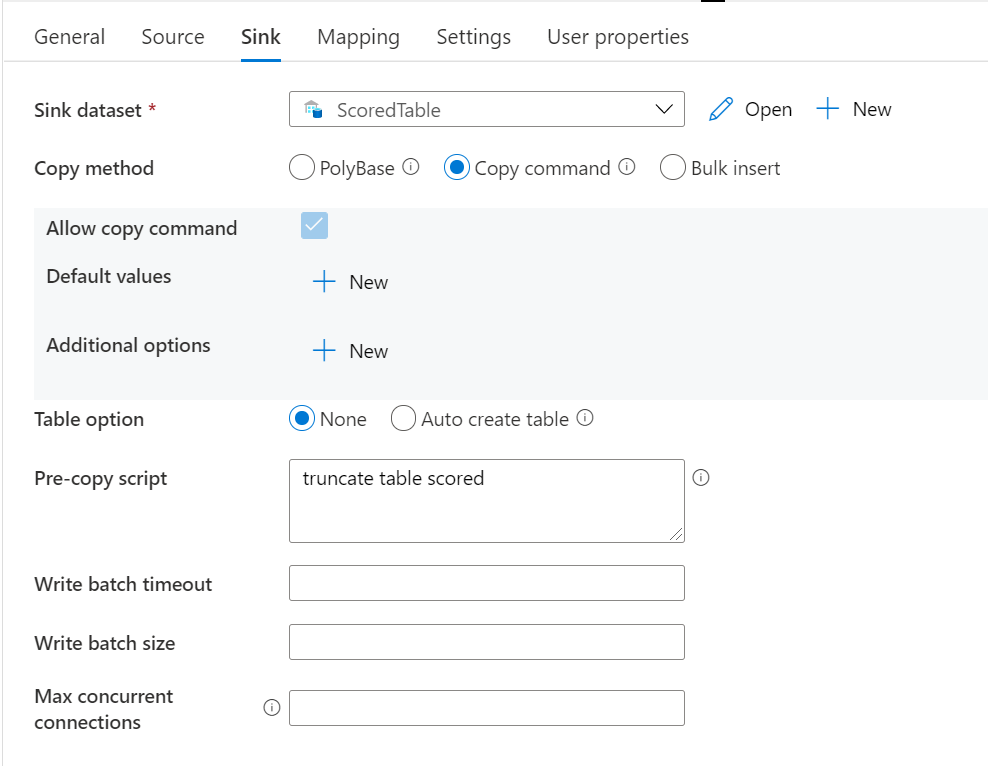 General Source Sink Mapping Settings User properties
Sink dataset * ScoredTable Open New
Copy method PolyBase Copy command Bulk insert
Allow copy command
Default values New
Additional options New
Table option None Auto create table
Pre-copy script truncate table scored
Write batch timeout
Write batch size
Max concurrent
connections